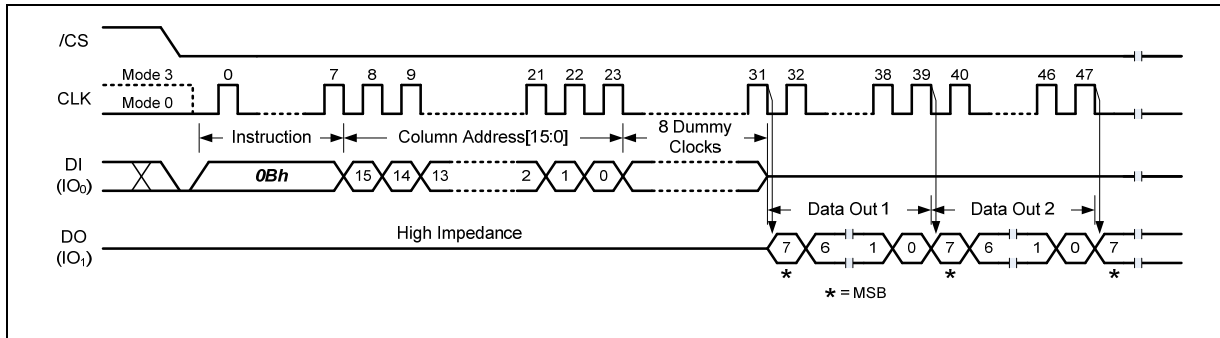 /CS
Mode 3 0 7 8 9 21 22 23 31 32 38 39 40 46 47
CLK
Mode 0
Instruction Column Address[15:0] 8 Dummy Clocks
DI (IO0) 0Bh 15 14 13 2 1 0
Data Out 1 Data Out 2
DO (IO1) High Impedance 7 6 1 0 7 6 1 0 7
* * *
* = MSB